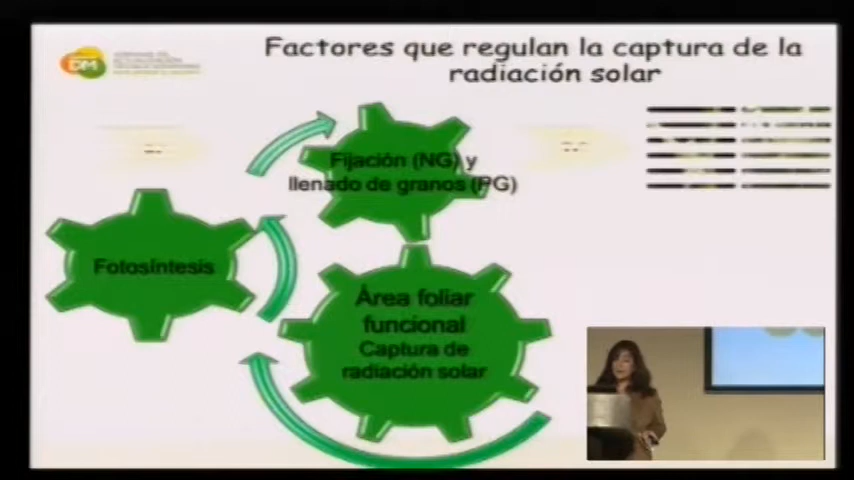 Factores que regulan la captura de la
radiación solar
DM
Fijación (NG) y
llenado de granos (PG)
Fotosíntesis
Área foliar
funcional
Captura de
radiación solar